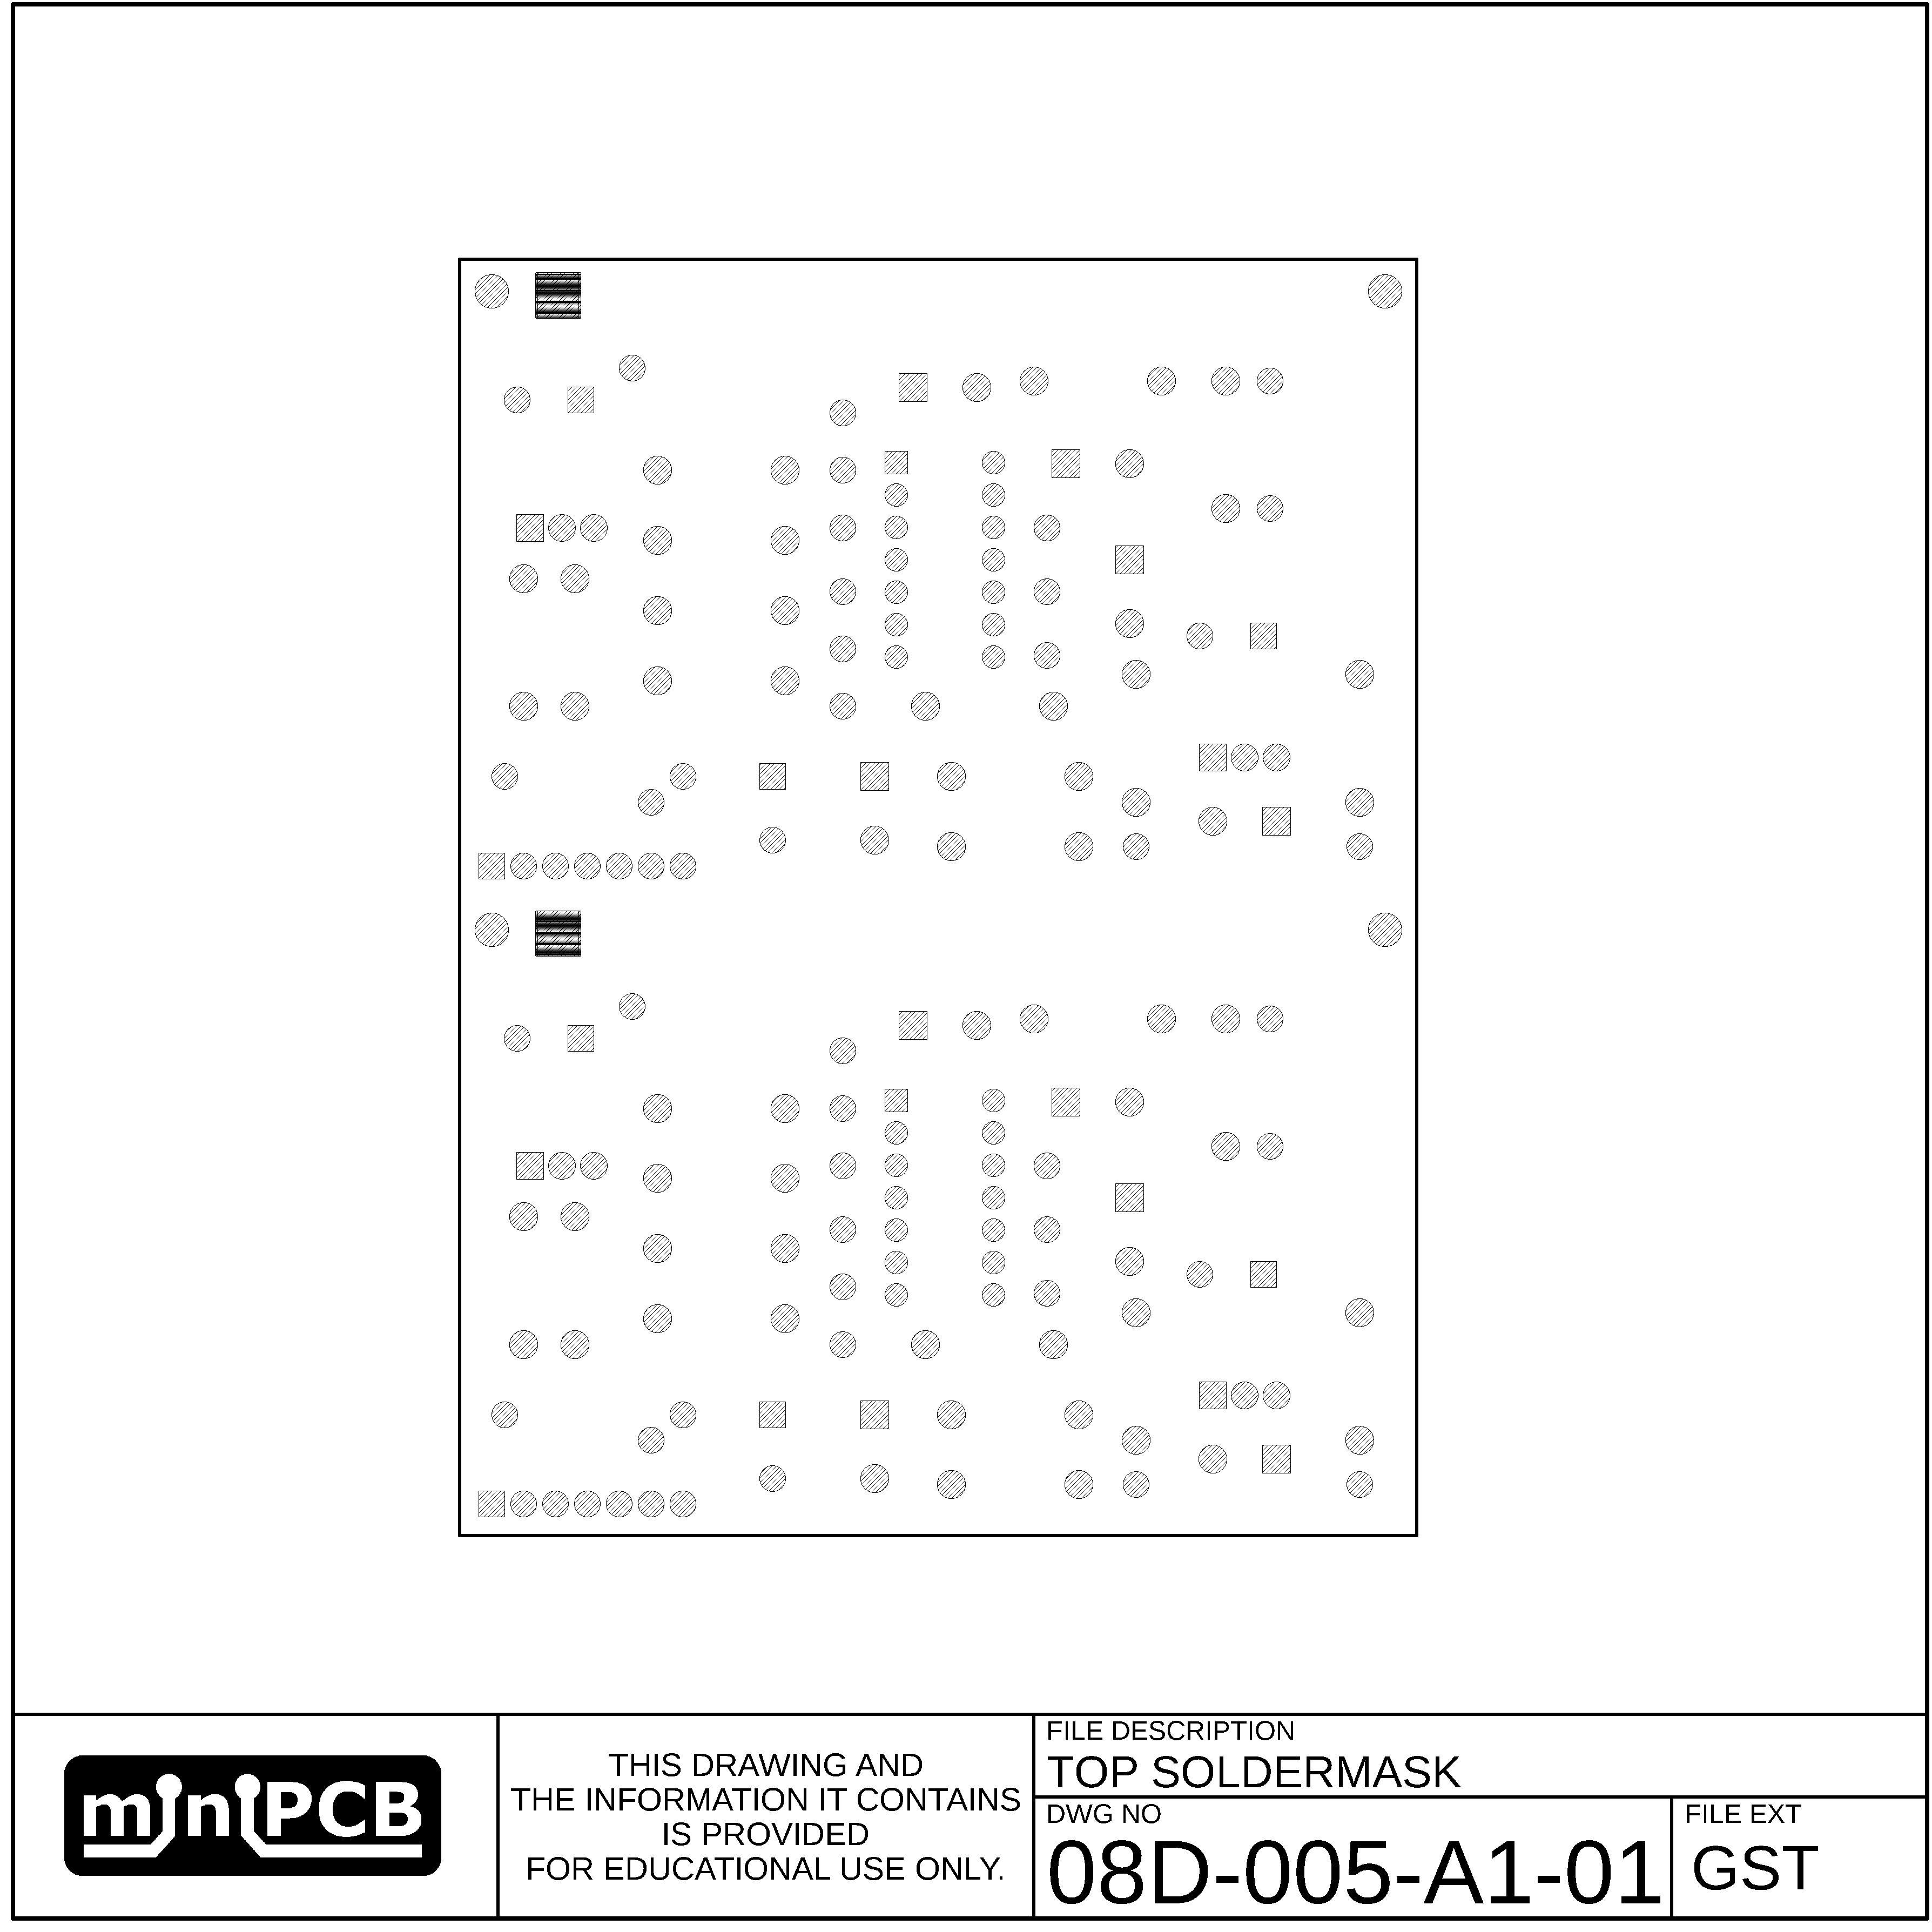 miniPCB
THIS DRAWING AND
THE INFORMATION IT CONTAINS
IS PROVIDED
FOR EDUCATIONAL USE ONLY.
FILE DESCRIPTION
TOP SOLDERMASK
DWG NO
08D-005-A1-01
FILE EXT
GST